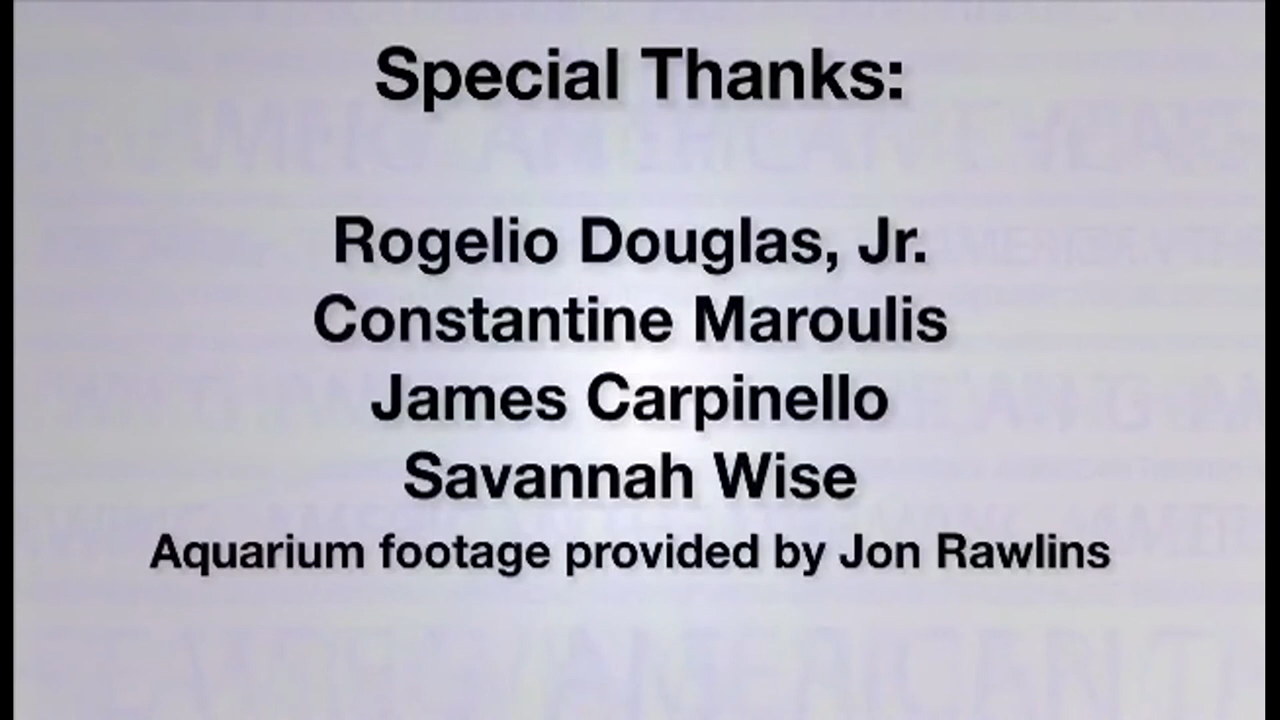 Special Thanks:
Rogelio Douglas, Jr.
Constantine Maroulis
James Carpinello
Savannah Wise
Aquarium footage provided by Jon Rawlins